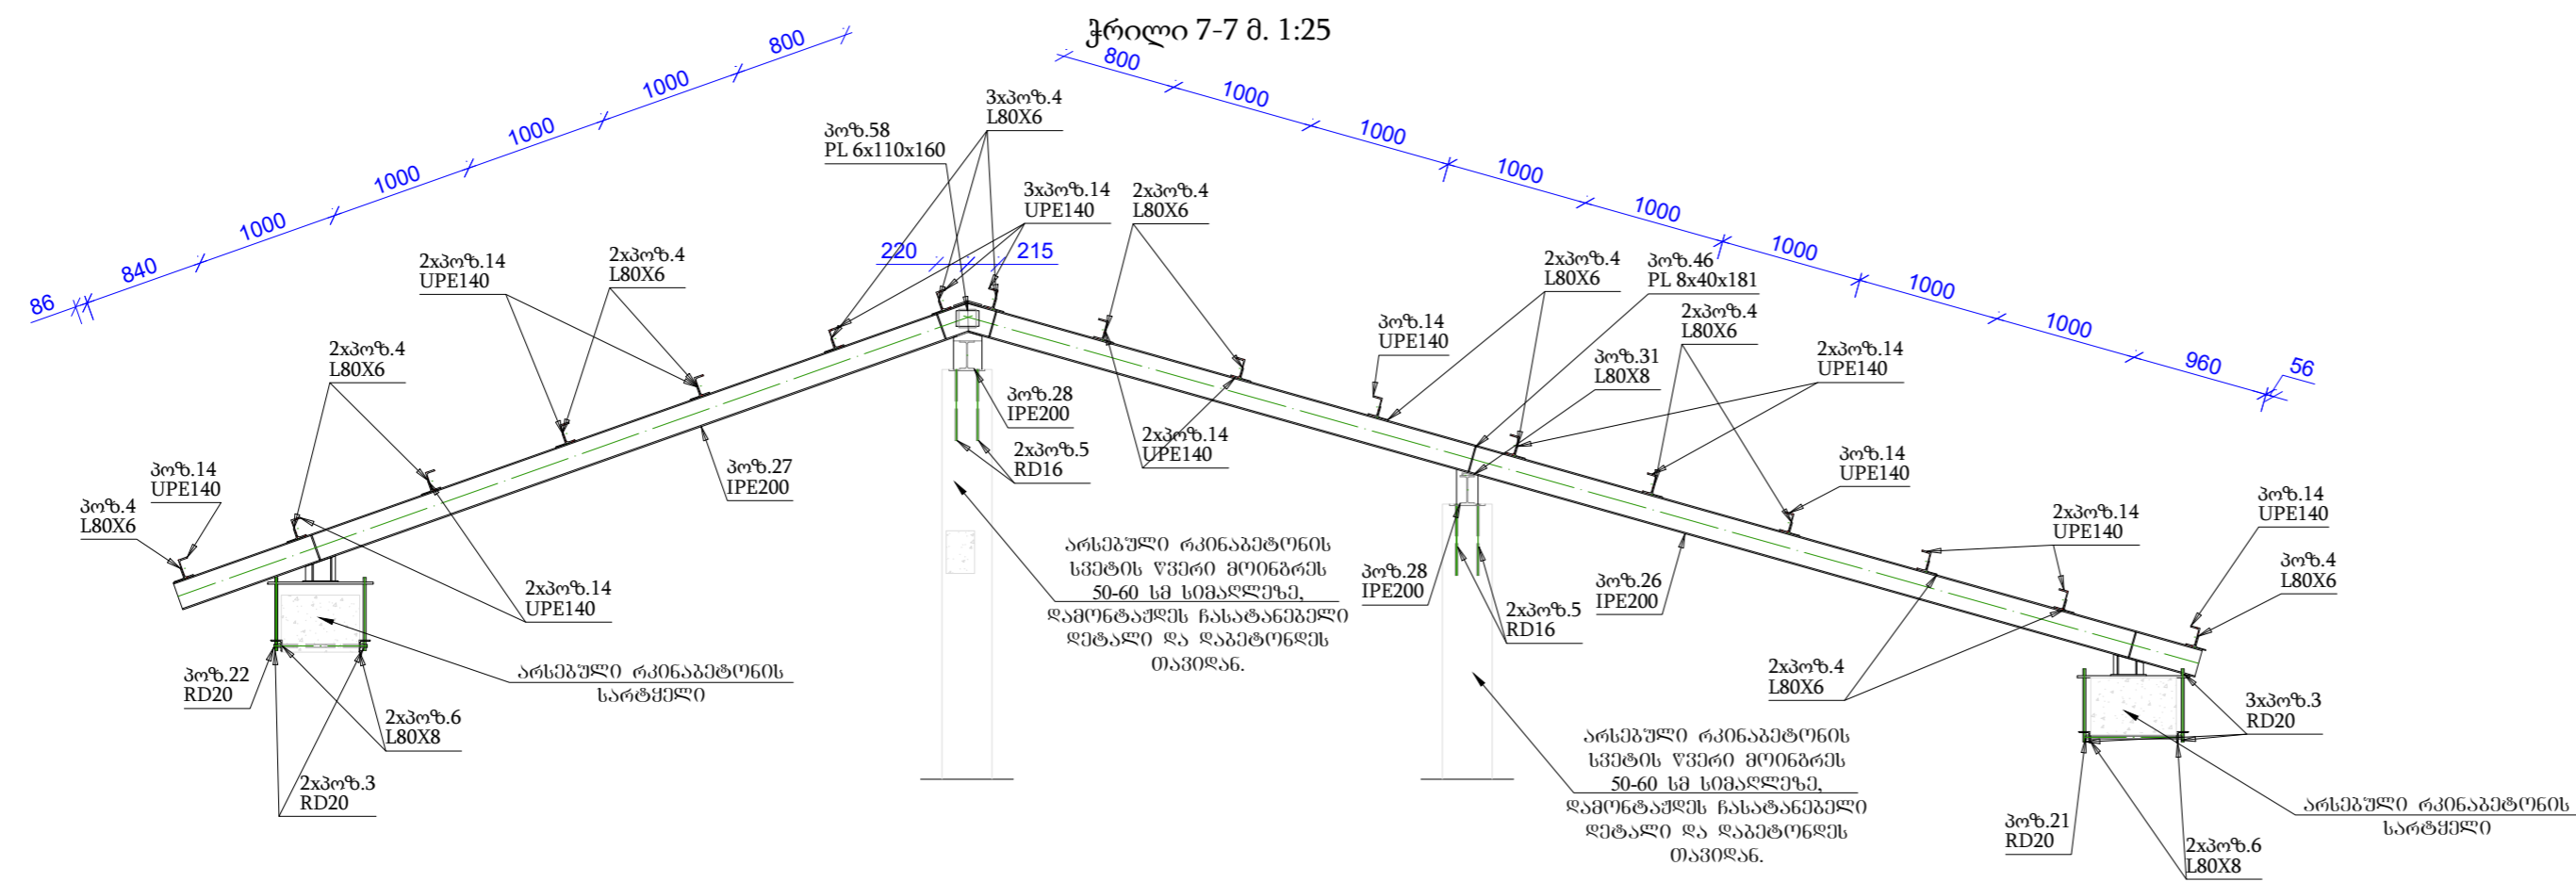 ჭრილი 7-7 მ. 1:25
800
1000
1000
1000
1000
840
86
800
1000
1000
1000
1000
1000
1000
1000
960
56
3xპოზ.4
L80X6
პოზ.58
PL 6x110x160
3xპოზ.14
UPE140
2xპოზ.4
L80X6
220
215
2xპოზ.14
UPE140
2xპოზ.4
L80X6
2xპოზ.4
L80X6
პოზ.46
PL 8x40x181
2xპოზ.4
L80X6
პოზ.14
UPE140
2xპოზ.4
L80X6
პოზ.31
L80X8
2xპოზ.14
UPE140
პოზ.28
IPE200
2xპოზ.5
RD16
2xპოზ.14
UPE140
პოზ.27
IPE200
პოზ.14
UPE140
პოზ.4
L80X6
პოზ.14
UPE140
2xპოზ.14
UPE140
პოზ.14
UPE140
პოზ.4
L80X6
არსებული რკინაბეტონის
სვეტის წვერი მოინგრეს
50-60 სმ სიმაღლეზე,
დამონტაჟდეს ჩასატანებელი
დეტალი და დაბეტონდეს
თავიდან.
პოზ.28
IPE200
2xპოზ.5
RD16
პოზ.26
IPE200
2xპოზ.14
UPE140
არსებული რკინაბეტონის
სარტყელი
პოზ.22
RD20
2xპოზ.6
L80X8
2xპოზ.3
RD20
2xპოზ.4
L80X6
3xპოზ.3
RD20
არსებული რკინაბეტონის
სვეტის წვერი მოინგრეს
50-60 სმ სიმაღლეზე,
დამონტაჟდეს ჩასატანებელი
დეტალი და დაბეტონდეს
თავიდან.
არსებული რკინაბეტონის
სარტყელი
პოზ.21
RD20
2xპოზ.6
L80X8